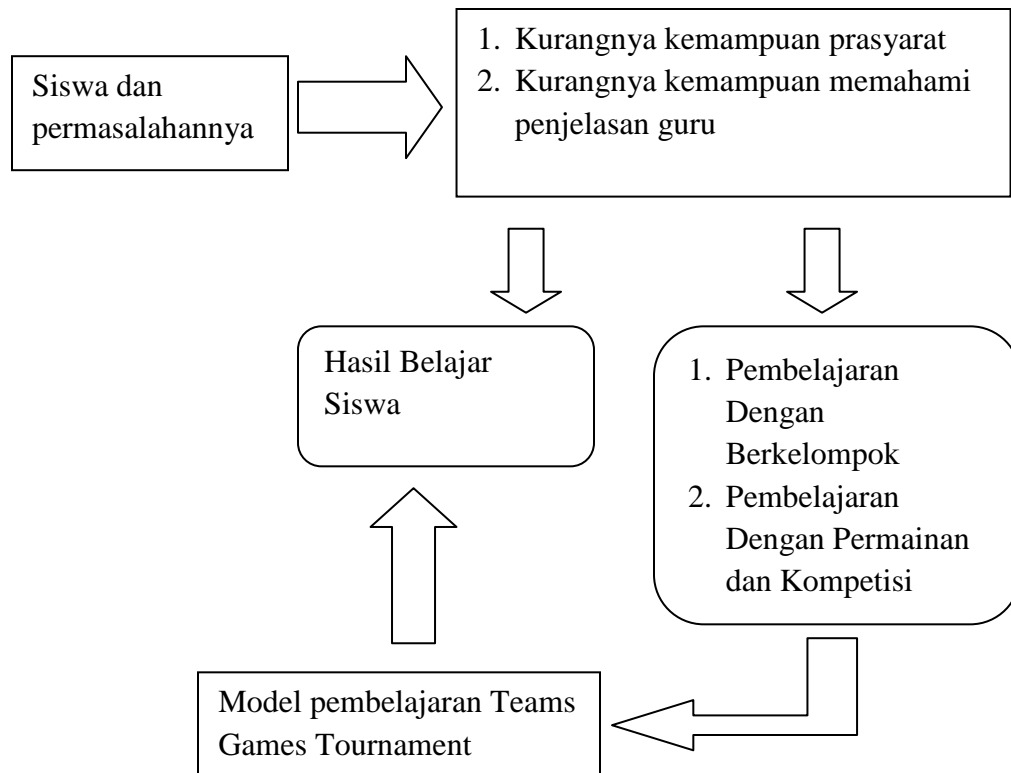 Siswa dan
permasalahannya
1. Kurangnya kemampuan prasyarat
2. Kurangnya kemampuan memahami
penjelasan guru
Hasil Belajar
Siswa
1. Pembelajaran
Dengan
Berkelompok
2. Pembelajaran
Dengan Permainan
dan Kompetisi
Model pembelajaran Teams
Games Tournament